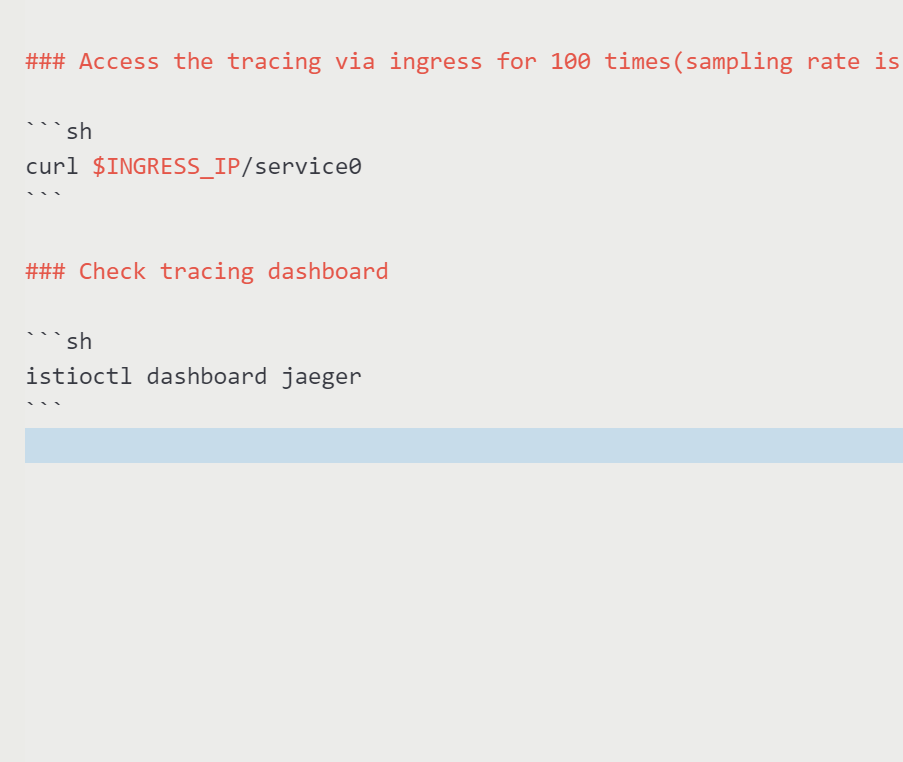 ### Access the tracing via ingress for 100 times(sampling rate is
```sh
curl $INGRESS_IP/service0
```
### Check tracing dashboard
```sh
istioctl dashboard jaeger
```